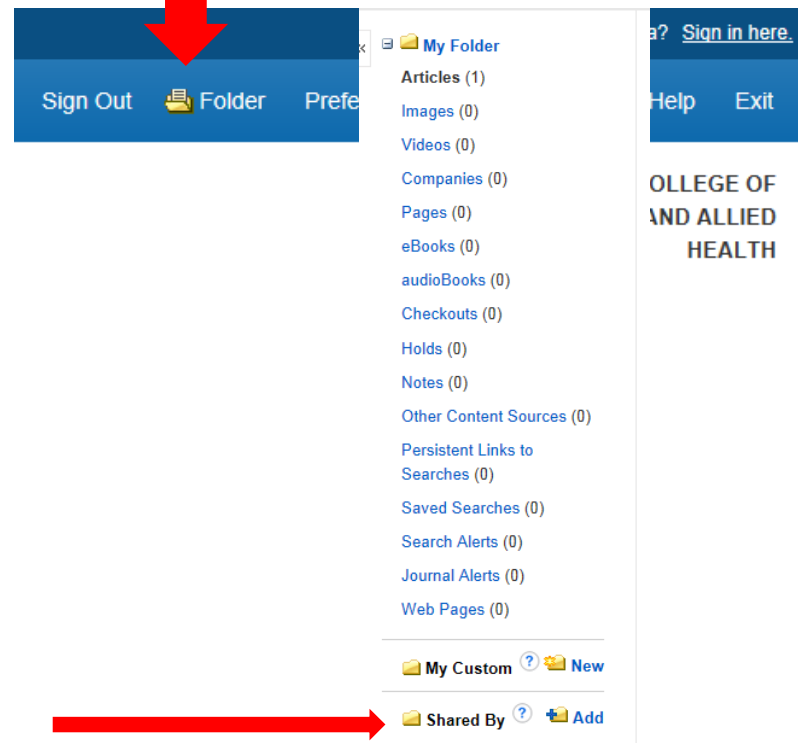 a? Sign in here.
Sign Out Folder Prefe
Help Exit
OLLEGE OF
AND ALLIED
HEALTH
« My Folder
Articles (1)
Images (0)
Videos (0)
Companies (0)
Pages (0)
eBooks (0)
audioBooks (0)
Checkouts (0)
Holds (0)
Notes (0)
Other Content Sources (0)
Persistent Links to
Searches (0)
Saved Searches (0)
Search Alerts (0)
Journal Alerts (0)
Web Pages (0)
My Custom ? New
Shared By ? Add